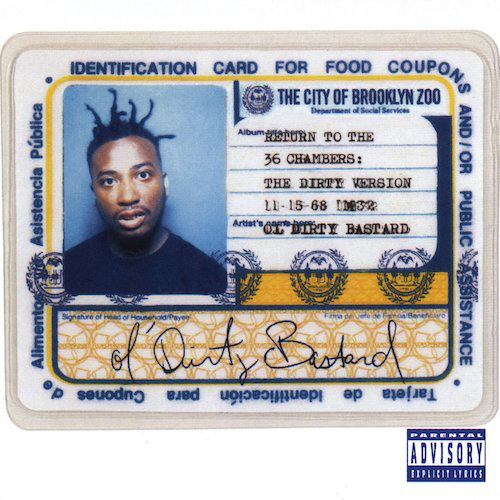 IDENTIFICATION CARD FOR FOOD COUPONS
AND/OR PUBLIC ASSISTANCE
THE CITY OF BROOKLYN ZOO
Department of Social Services
RETURN TO THE
36 CHAMBERS:
THE DIRTY VERSION
11-15-68
Artist's name here
OL DIRTY BASTARD
Signature of Head of Household/Payee
Firma del Jefe de Familia/Beneficiario
ol' Dirty Bastard
Tarjeta de Identificación para Cupones de
Alimentos Asistencia Pública
PARENTAL
ADVISORY
EXPLICIT LYRICS